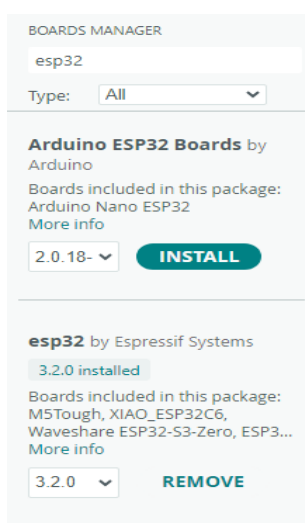 BOARDS MANAGER
esp32
Type: All
Arduino ESP32 Boards by
Arduino
Boards included in this package:
Arduino Nano ESP32
More info
2.0.18- INSTALL
esp32 by Espressif Systems
3.2.0 installed
Boards included in this package:
M5Tough, XIAO_ESP32C6,
Waveshare ESP32-S3-Zero, ESP3...
More info
3.2.0 REMOVE